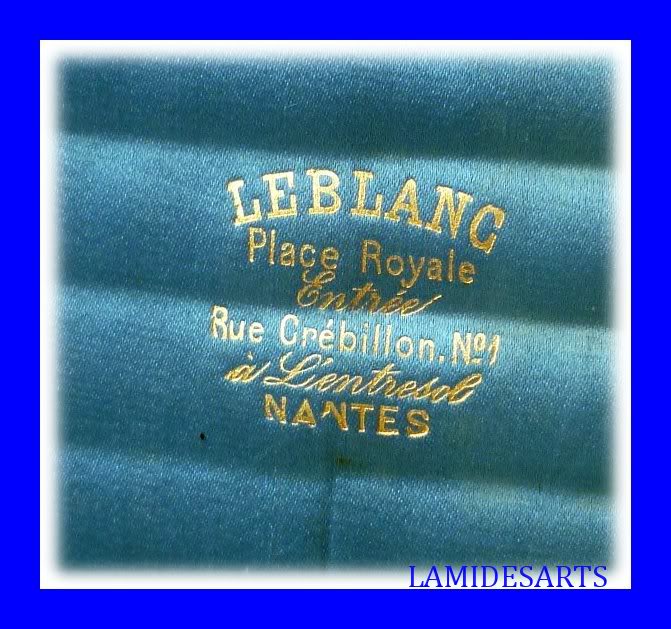 LEBLANC
Place Royale
Entrée
Rue Crébillon. Nº1
à L'entresol
NANTES
LAMIDESARTS